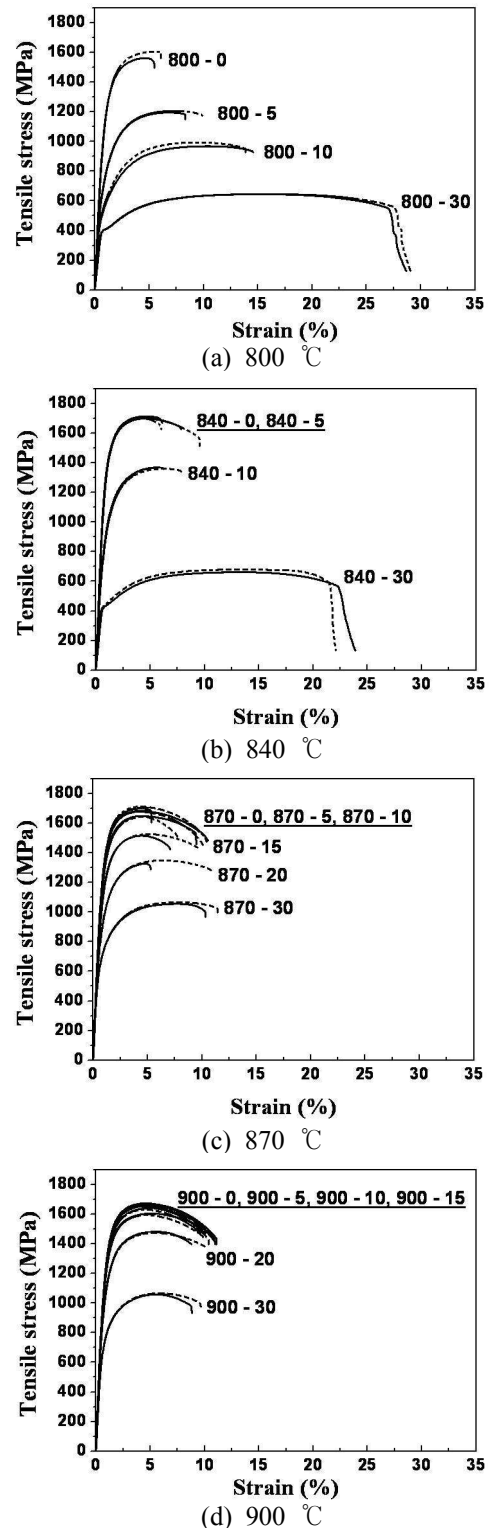 Tensile stress (MPa)
1800
1600
1400
1200
1000
800
600
400
200
0
800 - 0
800 - 5
800 - 10
800 - 30
0 5 10 15 20 25 30 35
Strain (%)
(a) 800 ℃
Tensile stress (MPa)
1800
1600
1400
1200
1000
800
600
400
200
0
840 - 0, 840 - 5
840 - 10
840 - 30
0 5 10 15 20 25 30 35
Strain (%)
(b) 840 ℃
Tensile stress (MPa)
1800
1600
1400
1200
1000
800
600
400
200
0
870 - 0, 870 - 5, 870 - 10
870 - 15
870 - 20
870 - 30
0 5 10 15 20 25 30 35
Strain (%)
(c) 870 ℃
Tensile stress (MPa)
1800
1600
1400
1200
1000
800
600
400
200
0
900 - 0, 900 - 5, 900 - 10, 900 - 15
900 - 20
900 - 30
0 5 10 15 20 25 30 35
Strain (%)
(d) 900 ℃